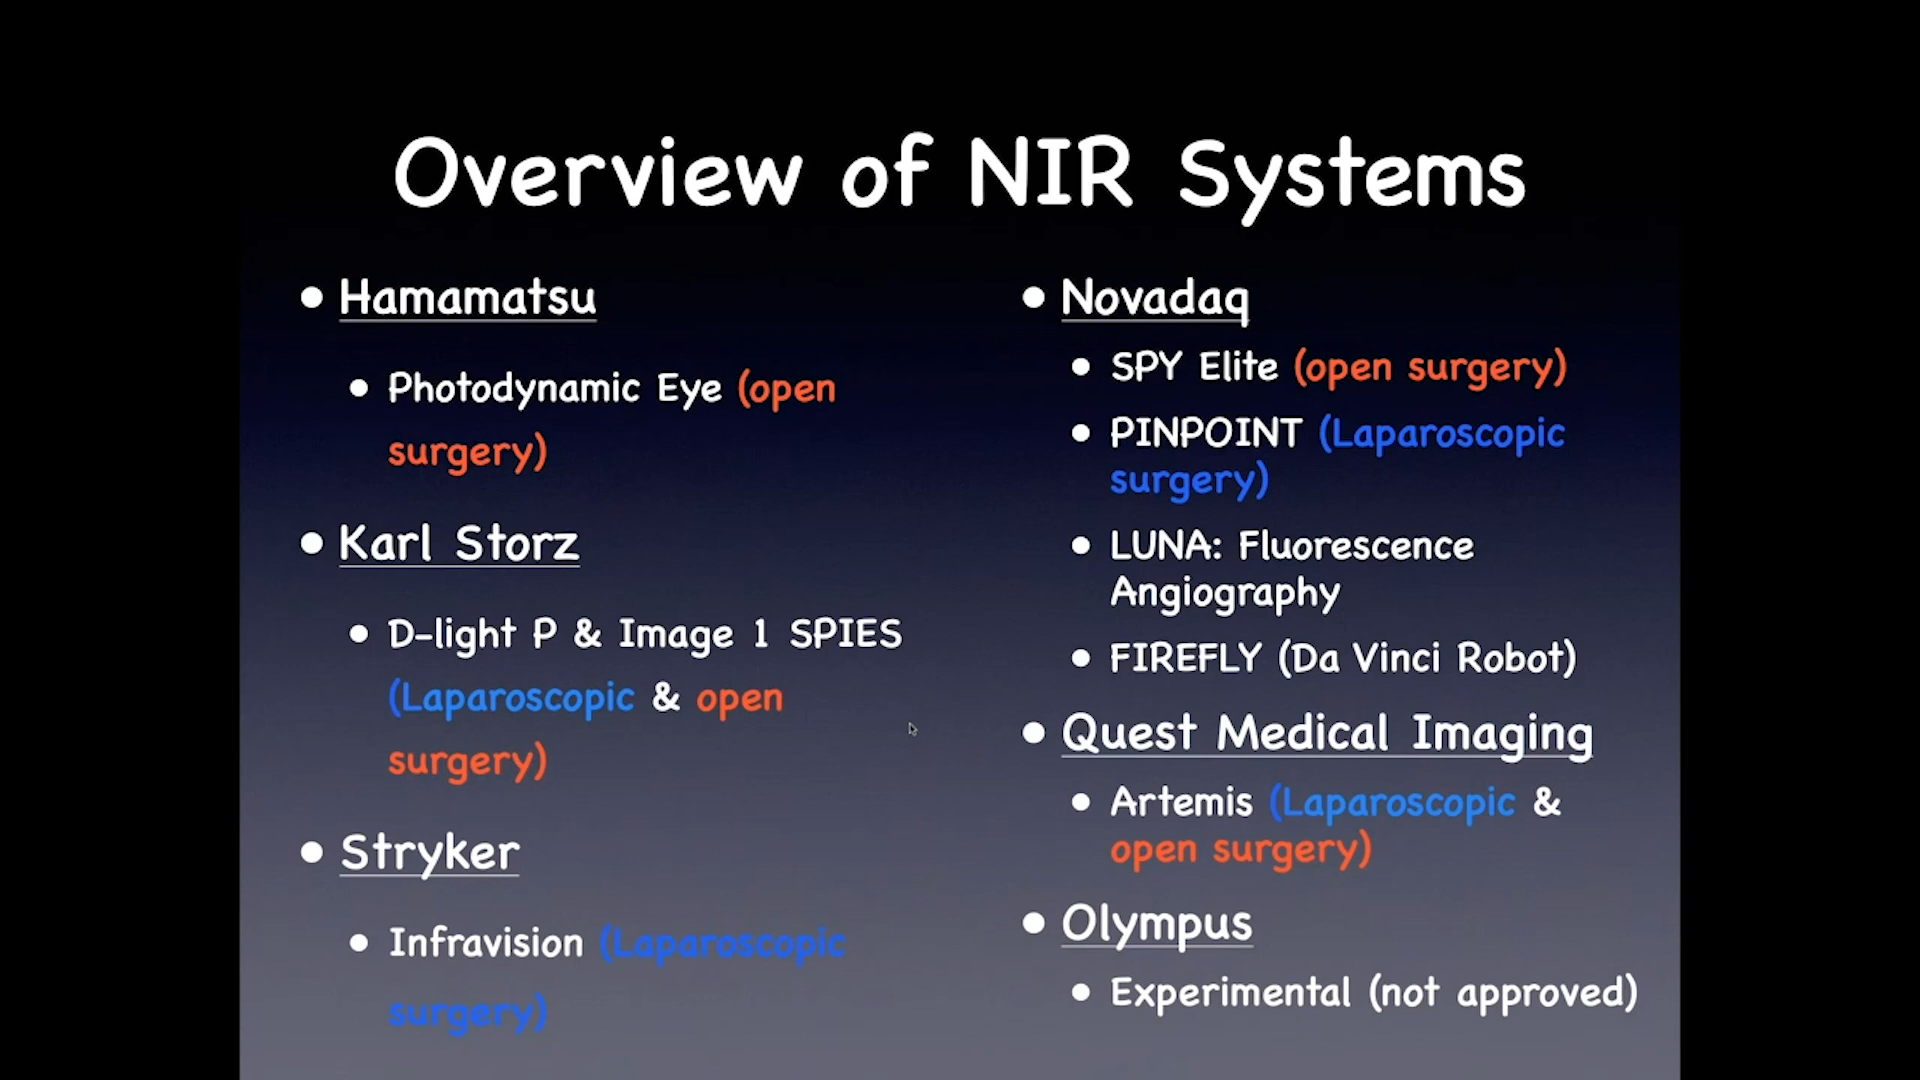 Overview of NIR Systems
• Hamamatsu
• Photodynamic Eye (open
surgery)
• Karl Storz
• D-light P & Image 1 SPIES
(Laparoscopic & open
surgery)
• Stryker
• Infravision (Laparoscopic
surgery)
• Novadaq
• SPY Elite (open surgery)
• PINPOINT (Laparoscopic
surgery)
• LUNA: Fluorescence
Angiography
• FIREFLY (Da Vinci Robot)
• Quest Medical Imaging
• Artemis (Laparoscopic &
open surgery)
• Olympus
• Experimental (not approved)